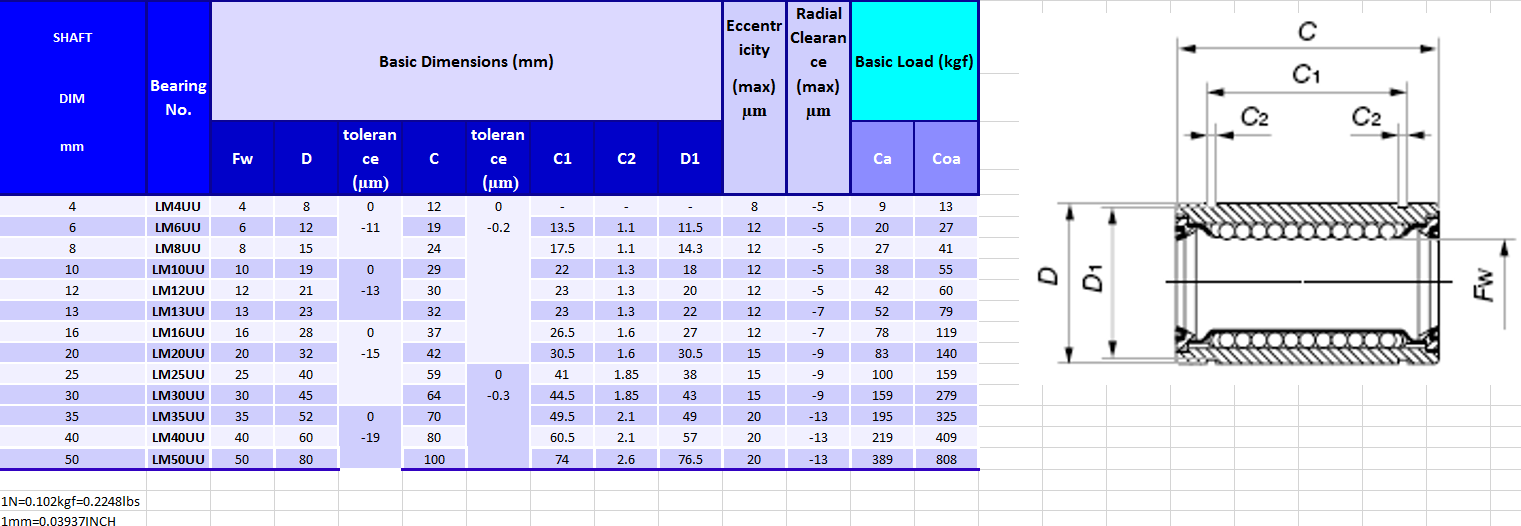 SHAFT
DIM
mm
Bearing
No.
Basic Dimensions (mm)
Eccentr
icity
(max)
μm
Radial
Clearan
ce
(max)
μm
Basic Load (kgf)
Fw D toleran
ce
(μm) C toleran
ce
(μm) C1 C2 D1 Ca Coa
4 LM4UU 4 8 0 12 0 - - - 8 -5 9 13
6 LM6UU 6 12 -11 19 -0.2 13.5 1.1 11.5 12 -5 20 27
8 LM8UU 8 15 24 17.5 1.1 14.3 12 -5 27 41
10 LM10UU 10 19 0 29 22 1.3 18 12 -5 38 55
12 LM12UU 12 21 -13 30 23 1.3 20 12 -5 42 60
13 LM13UU 13 23 32 23 1.3 22 12 -7 52 79
16 LM16UU 16 28 0 37 26.5 1.6 27 12 -7 78 119
20 LM20UU 20 32 -15 42 30.5 1.6 30.5 15 -9 83 140
25 LM25UU 25 40 59 0 41 1.85 38 15 -9 100 159
30 LM30UU 30 45 64 -0.3 44.5 1.85 43 15 -9 159 279
35 LM35UU 35 52 0 70 49.5 2.1 49 20 -13 195 325
40 LM40UU 40 60 -19 80 60.5 2.1 57 20 -13 219 409
50 LM50UU 50 80 100 74 2.6 76.5 20 -13 389 808
1N=0.102kgf=0.2248lbs
1mm=0.03937INCH
C
C1
C2 C2
D D1 Fw